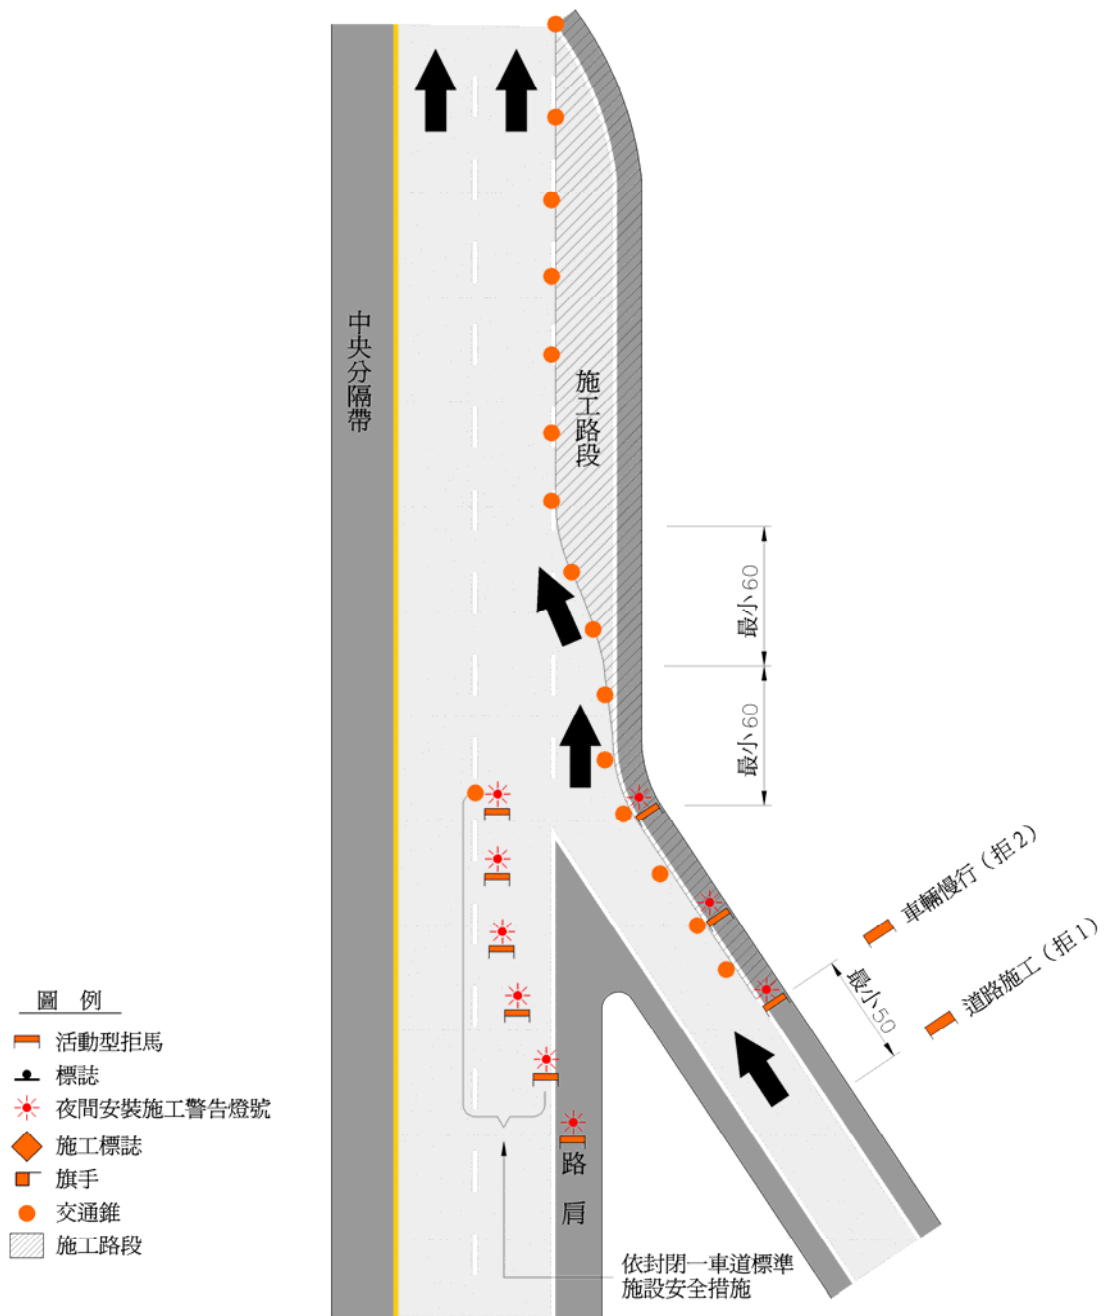 中央分隔帶
施工路段
最小60
最小60
車輛慢行（拒2）
道路施工（拒1）
最小50
路肩
依封閉一車道標準
施設安全措施
圖 例
活動型拒馬
標誌
夜間安裝施工警告燈號
施工標誌
旗手
交通錐
施工路段